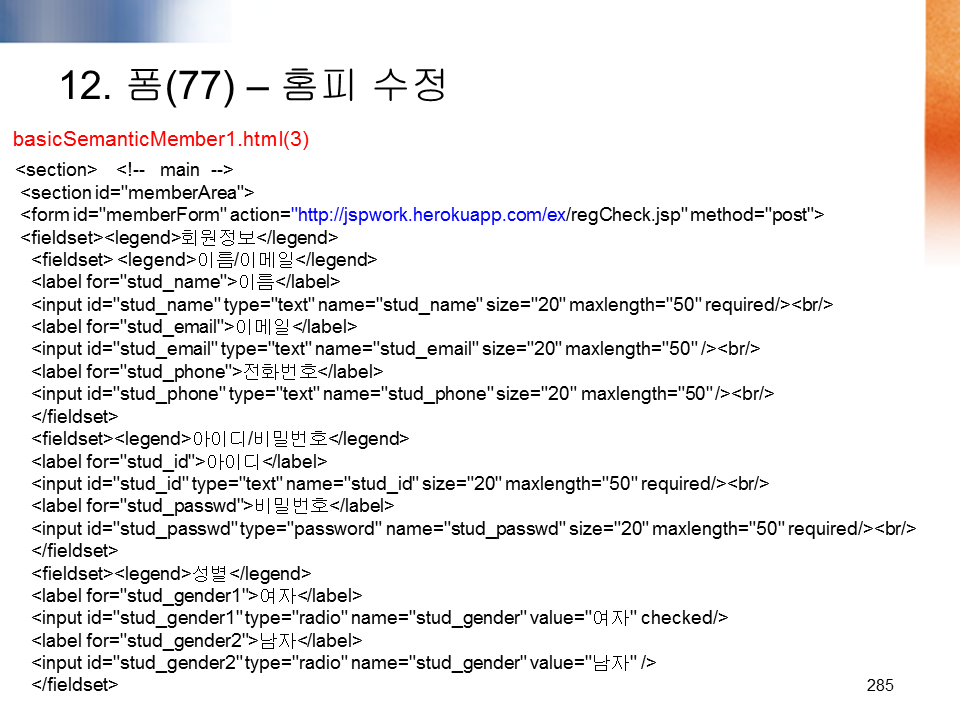 12. 폼(77) – 홈피 수정
basicSemanticMember1.html(3)
<section> <!-- main -->
<section id="memberArea">
<form id="memberForm" action="http://jspwork.herokuapp.com/ex/regCheck.jsp" method="post">
<fieldset><legend>회원정보</legend>
<fieldset> <legend>이름/이메일</legend>
<label for="stud_name">이름</label>
<input id="stud_name" type="text" name="stud_name" size="20" maxlength="50" required/><br/>
<label for="stud_email">이메일</label>
<input id="stud_email" type="text" name="stud_email" size="20" maxlength="50" /><br/>
<label for="stud_phone">전화번호</label>
<input id="stud_phone" type="text" name="stud_phone" size="20" maxlength="50" /><br/>
</fieldset>
<fieldset><legend>아이디/비밀번호</legend>
<label for="stud_id">아이디</label>
<input id="stud_id" type="text" name="stud_id" size="20" maxlength="50" required/><br/>
<label for="stud_passwd">비밀번호</label>
<input id="stud_passwd" type="password" name="stud_passwd" size="20" maxlength="50" required/><br/>
</fieldset>
<fieldset><legend>성별</legend>
<label for="stud_gender1">여자</label>
<input id="stud_gender1" type="radio" name="stud_gender" value="여자" checked/>
<label for="stud_gender2">남자</label>
<input id="stud_gender2" type="radio" name="stud_gender" value="남자" />
</fieldset>
285